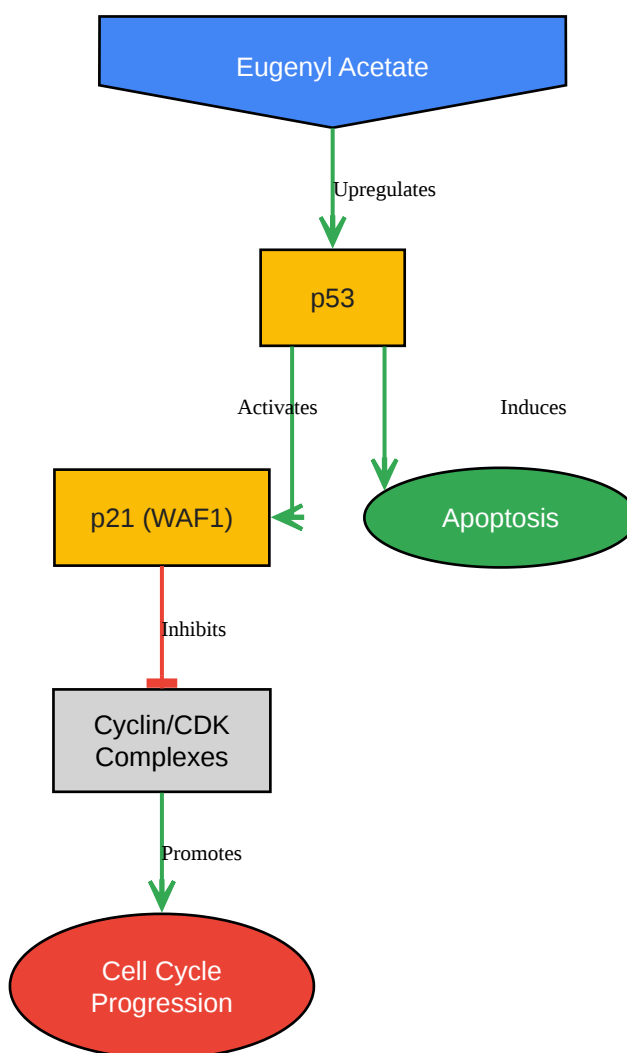 Eugenyl Acetate
Upregulates
p53
Activates
Induces
p21 (WAF1)
Apoptosis
Inhibits
Cyclin/CDK
Complexes
Promotes
Cell Cycle
Progression